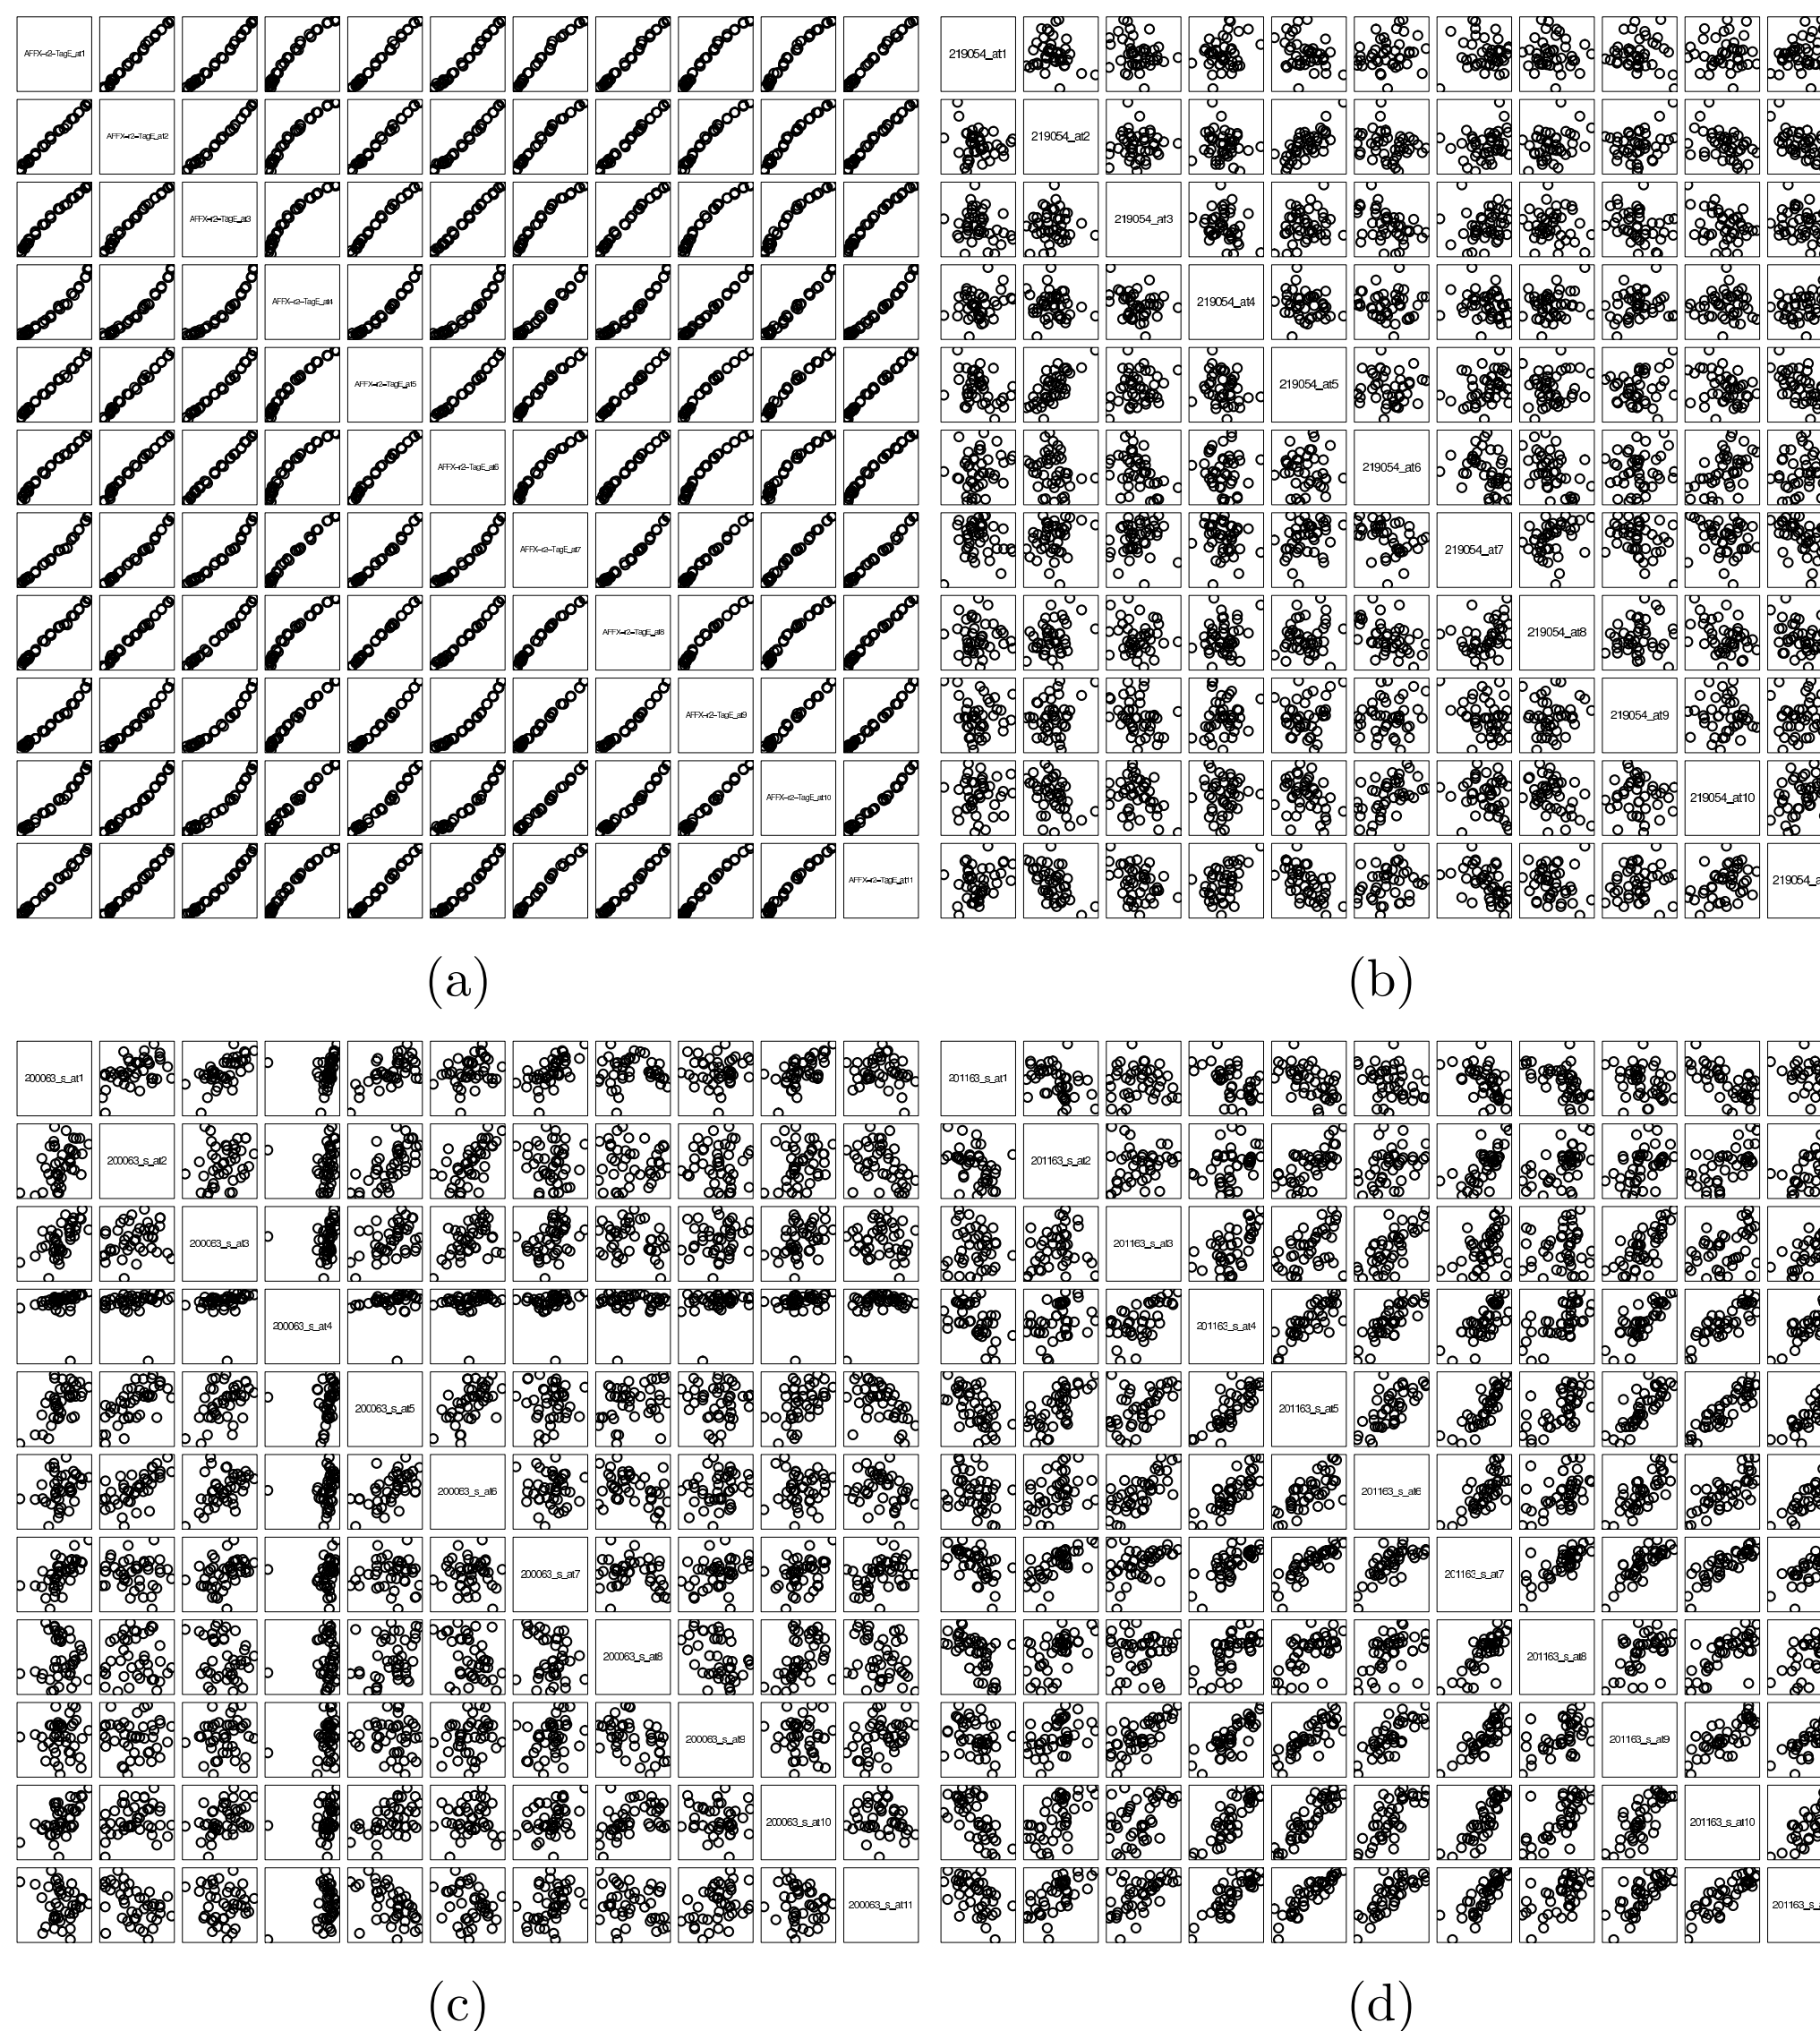 AFFX-r2-TagE_at1
AFFX-r2-TagE_at2
AFFX-r2-TagE_at3
AFFX-r2-TagE_at4
AFFX-r2-TagE_at5
AFFX-r2-TagE_at6
AFFX-r2-TagE_at7
AFFX-r2-TagE_at8
AFFX-r2-TagE_at9
AFFX-r2-TagE_at10
AFFX-r2-TagE_at11
(a)
219054_at1
219054_at2
219054_at3
219054_at4
219054_at5
219054_at6
219054_at7
219054_at8
219054_at9
219054_at10
219054_a
(b)
200063_s_at1
200063_s_at2
200063_s_at3
200063_s_at4
200063_s_at5
200063_s_at6
200063_s_at7
200063_s_at8
200063_s_at9
200063_s_at10
200063_s_at11
(c)
201163_s_at1
201163_s_at2
201163_s_at3
201163_s_at4
201163_s_at5
201163_s_at6
201163_s_at7
201163_s_at8
201163_s_at9
201163_s_at10
201163_s_a
(d)